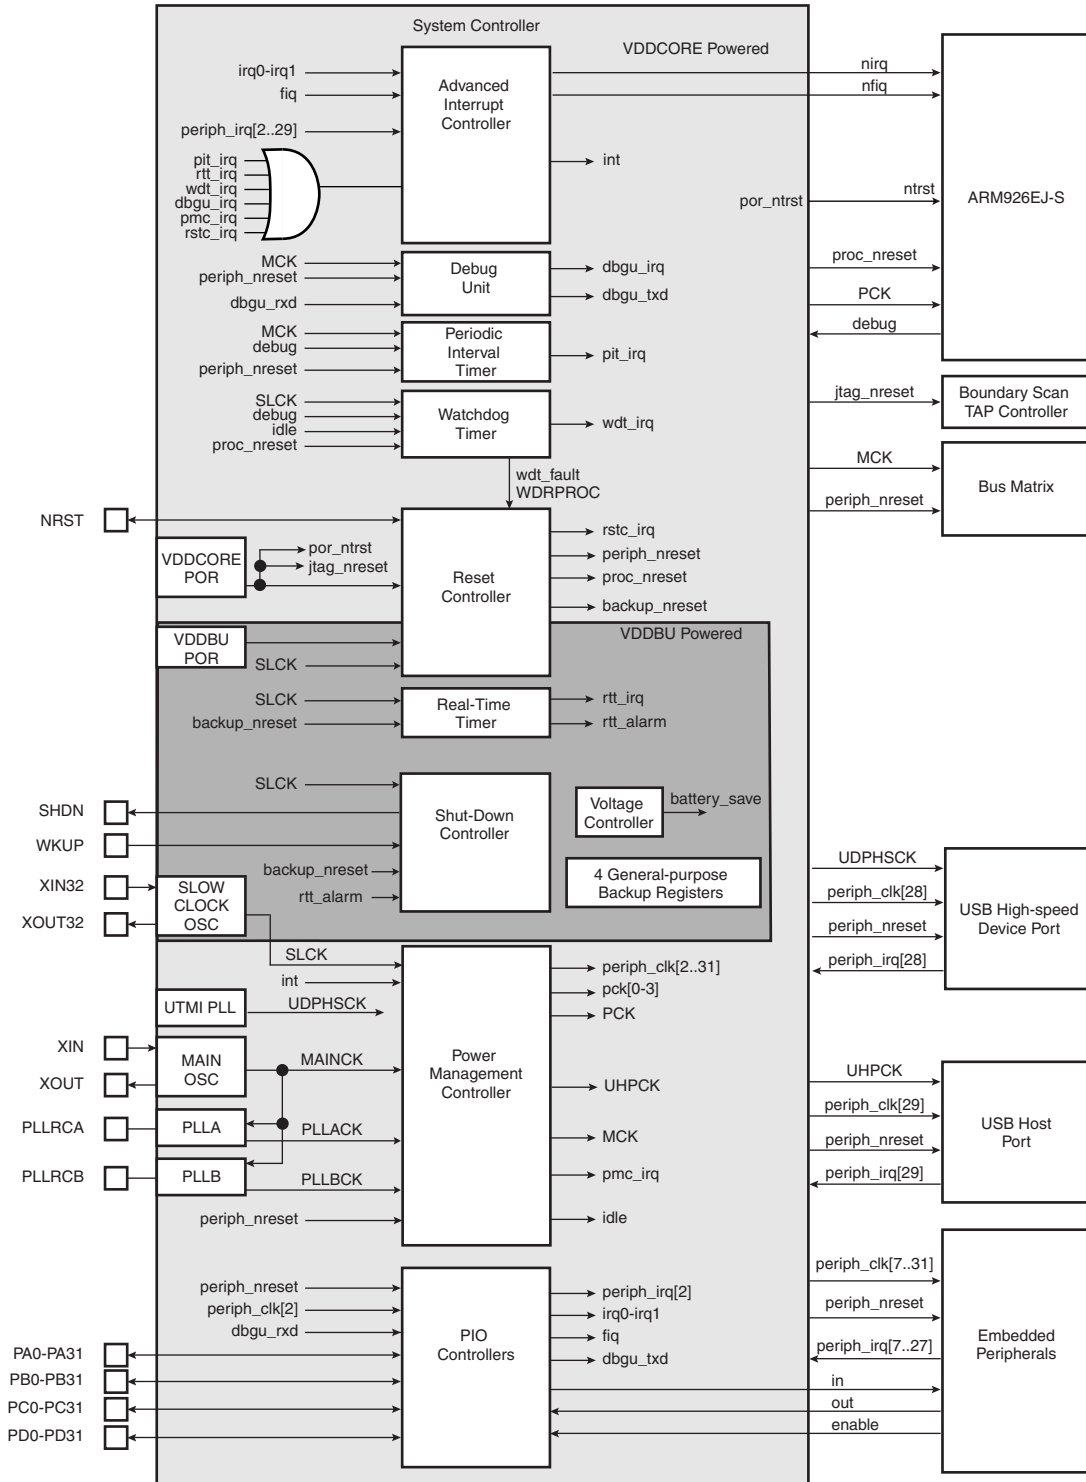 System Controller
VDDCORE Powered
irq0-irq1
fiq
periph_irq[2..29]
pit_irq
rtt_irq
wdt_irq
dbgu_irq
pmc_irq
rstc_irq
Advanced
Interrupt
Controller
int
nirq
nfiq
por_ntrst
ntrst
ARM926EJ-S
proc_nreset
PCK
debug
MCK
periph_nreset
dbgu_rxd
Debug
Unit
dbgu_irq
dbgu_txd
MCK
debug
periph_nreset
Periodic
Interval
Timer
pit_irq
SLCK
debug
idle
proc_nreset
Watchdog
Timer
wdt_irq
wdt_fault
WDRPROC
jtag_nreset
Boundary Scan
TAP Controller
MCK
periph_nreset
Bus Matrix
NRST
VDDCORE
POR
por_ntrst
jtag_nreset
Reset
Controller
rstc_irq
periph_nreset
proc_nreset
backup_nreset
VDDBU Powered
VDDBU
POR
SLCK
SLCK
backup_nreset
Real-Time
Timer
rtt_irq
rtt_alarm
SLCK
SHDN
WKUP
backup_nreset
rtt_alarm
Shut-Down
Controller
Voltage
Controller
battery_save
4 General-purpose
Backup Registers
XIN32
XOUT32
SLOW
CLOCK
OSC
UDPHSCK
periph_clk[28]
periph_nreset
periph_irq[28]
USB High-speed
Device Port
SLCK
int
UTMI PLL
UDPHSCK
XIN
XOUT
MAIN
OSC
MAINCK
PLLRCA
PLLA
PLLACK
PLLRCB
PLLB
PLLBCK
periph_nreset
Power
Management
Controller
periph_clk[2..31]
pck[0-3]
PCK
UHPCK
MCK
pmc_irq
idle
UHPCK
periph_clk[29]
periph_nreset
periph_irq[29]
USB Host
Port
periph_nreset
periph_clk[2]
dbgu_rxd
PA0-PA31
PB0-PB31
PC0-PC31
PD0-PD31
PIO
Controllers
periph_irq[2]
irq0-irq1
fiq
dbgu_txd
periph_clk[7..31]
periph_nreset
periph_irq[7..27]
in
out
enable
Embedded
Peripherals